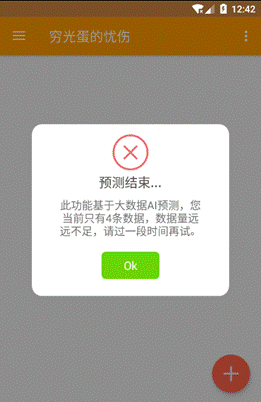 12:42
穷光蛋的忧伤
预测结束...
此功能基于大数据AI预测，您
当前只有4条数据，数据量远
远不足，请过一段时间再试。
Ok